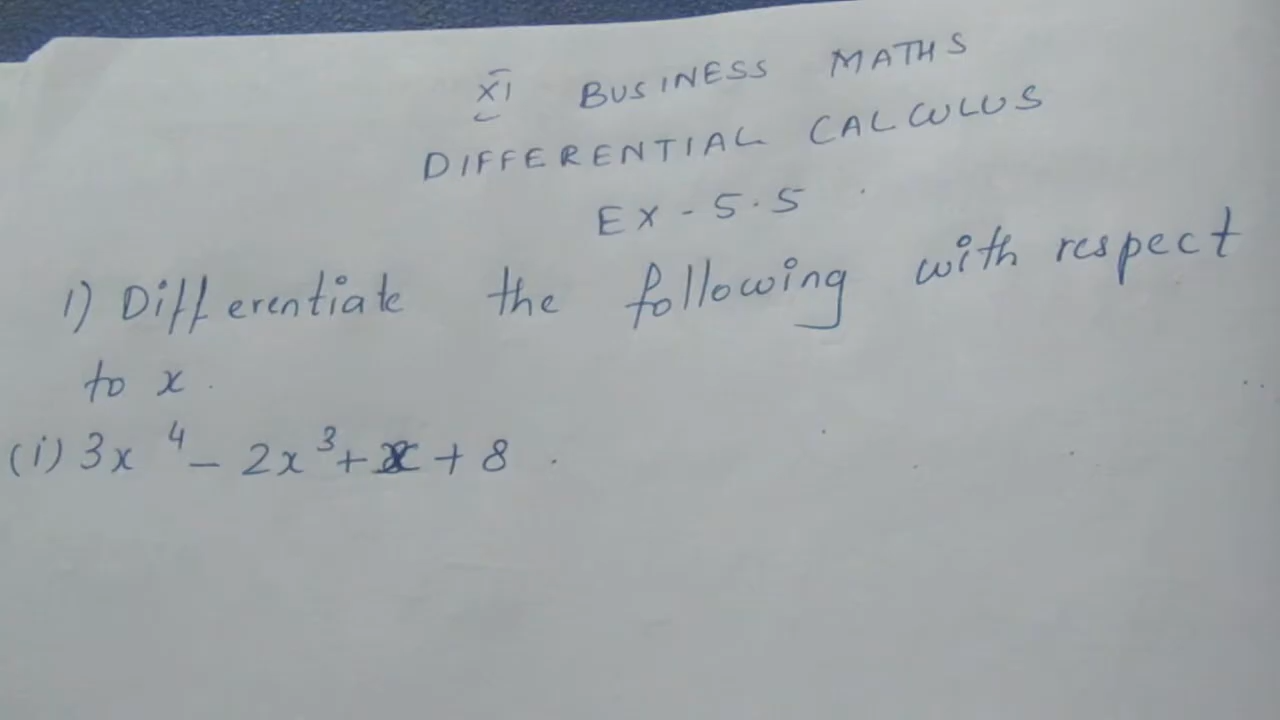 XI BUSINESS MATHS
DIFFERENTIAL CALCULUS
EX - 5.5
1) Differentiate the following with respect
to x.
(i) 3x⁴ - 2x³ + x + 8.